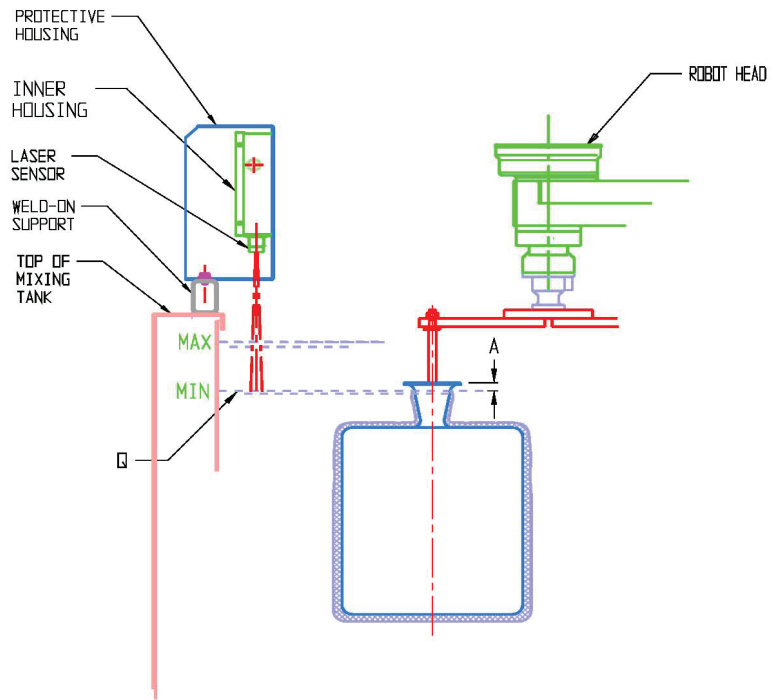 PROTECTIVE
HOUSING
INNER
HOUSING
LASER
SENSOR
WELD-ON
SUPPORT
TOP OF
MIXING
TANK
ROBOT HEAD
MAX
MIN
A
Q